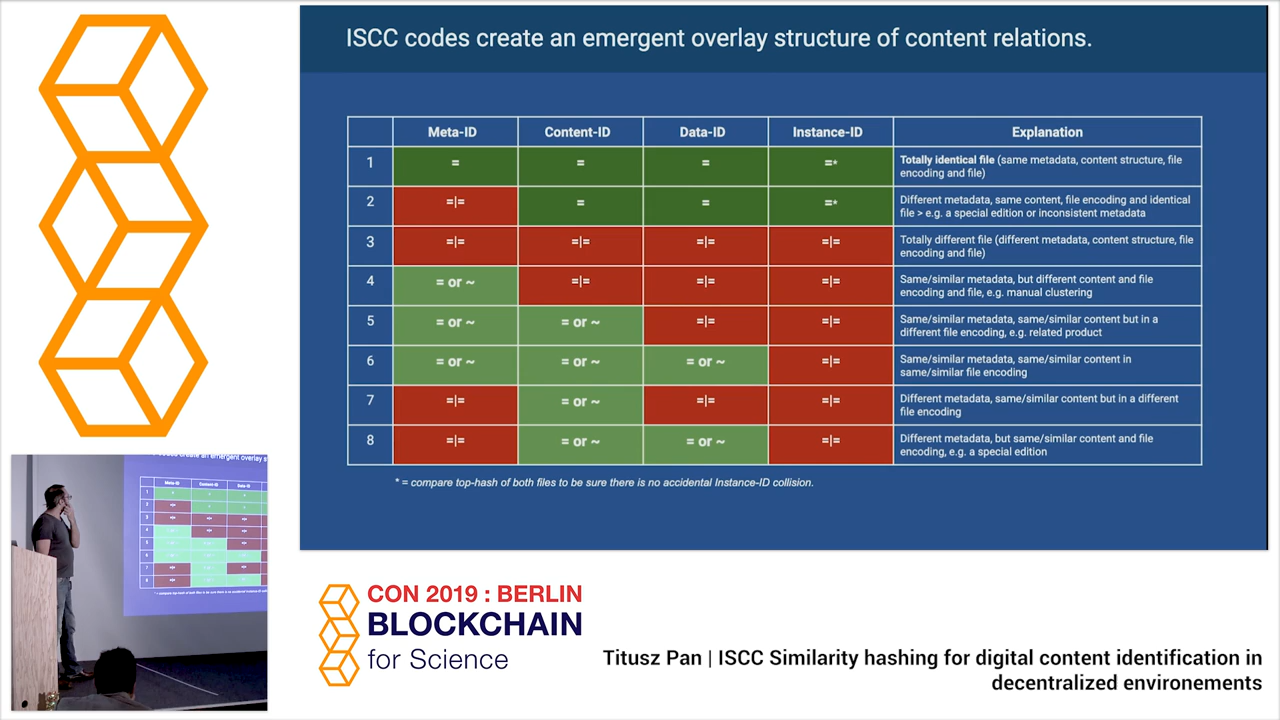 ISCC codes create an emergent overlay structure of content relations.
Meta-ID Content-ID Data-ID Instance-ID Explanation
1 = = = =* Totally identical file (same metadata, content structure, file
encoding and file)
2 =|= = = =* Different metadata, same content, file encoding and identical
file > e.g. a special edition or inconsistent metadata
3 =|= =|= =|= =|= Totally different file (different metadata, content structure, file
encoding and file)
4 = or ~ =|= =|= =|= Same/similar metadata, but different content and file
encoding and file, e.g. manual clustering
5 = or ~ = or ~ =|= =|= Same/similar metadata, same/similar content but in a
different file encoding, e.g. related product
6 = or ~ = or ~ = or ~ =|= Same/similar metadata, same/similar content in
same/similar file encoding
7 =|= = or ~ =|= =|= Different metadata, same/similar content but in a different
file encoding
8 =|= = or ~ = or ~ =|= Different metadata, but same/similar content and file
encoding, e.g. a special edition
* = compare top-hash of both files to be sure there is no accidental Instance-ID collision.
CON 2019 : BERLIN
BLOCKCHAIN
for Science
Titusz Pan | ISCC Similarity hashing for digital content identification in
decentralized environements